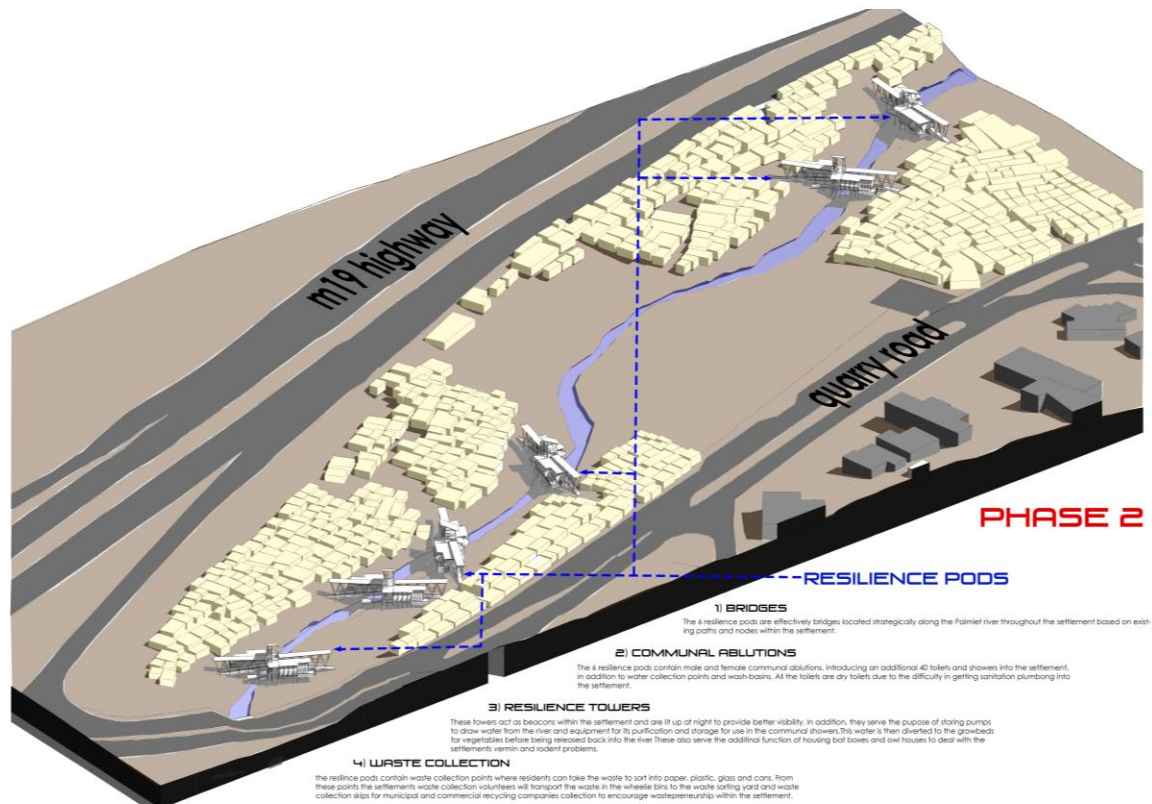 m19 highway
quarry road
PHASE 2
RESILIENCE PODS
1) BRIDGES
The 6 resilience pods are effectively bridges located strategically along the Palmiet river throughout the settlement based on exist-
ing paths and nodes within the settlement.
2) COMMUNAL ABLUTIONS
The 6 resilience pods contain male and female communal ablutions, introducing an additional 40 toilets and showers into the settlement,
in addition to water collection points and wash-basins. All the toilets are dry toilets due to the difficulty in getting sanitation plumbong into
the settlement.
3) RESILIENCE TOWERS
These towers act as beacons within the settlement and are lit up at night to provide better visibility. In addition, they serve the pupose of storing pumps
to draw water from the river and equipment for its purification and storage for use in the communal showers.This water is then diverted to the growbeds
for vegetables before being released back into the river These also serve the additinal function of housing bat boxes and owl houses to deal with the
settlements vermin and rodent problems.
4) WASTE COLLECTION
the resilince pods contain waste collection points where residents can take the waste to sort into paper, plastic, glass and cans. From
these points the settlements waste collection volunteers will transport the waste in the wheelie bins to the waste sorting yard and waste
collection skips for municipal and commercial recycling companies collection to encourage wastepreneurship within the settlement.